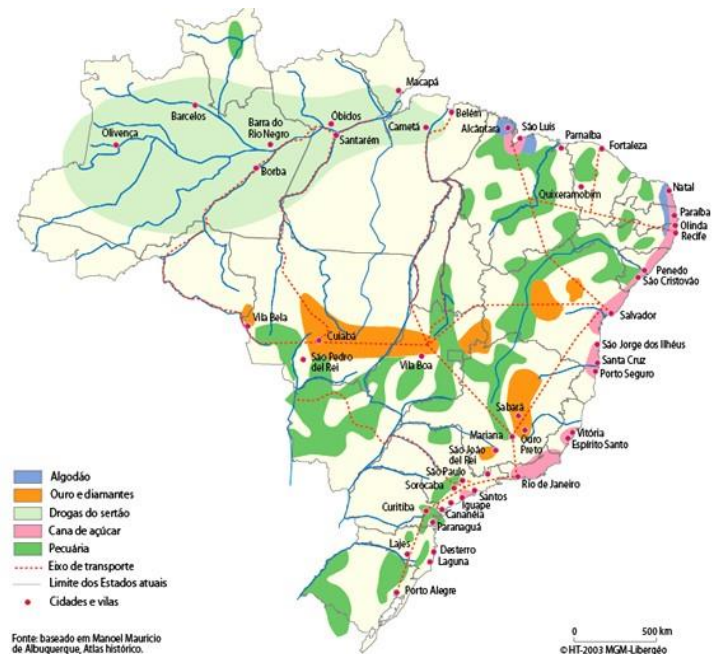 Macapá
Barcelos
Barra do
Rio Negro
Óbidos
Olivença
Santarém
Cametá
Belém
Alcântara
São Luis
Parnaíba
Fortaleza
Borba
Quixeramobim
Natal
Paraíba
Olinda
Recife
Penedo
São Cristovão
Vila Bela
Cuiabá
Salvador
São Pedro
del Rei
Vila Boa
São Jorge dos Ilhéus
Santa Cruz
Porto Seguro
Sabará
Mariana
Ouro
Preto
Vitória
Espírito Santo
São João
del Rei
São Paulo
Sorocaba
Rio de Janeiro
Santos
Iguape
Curitiba
Cananéia
Paranaguá
Lajes
Desterro
Laguna
Porto Alegre
Algodão
Ouro e diamantes
Drogas do sertão
Cana de açúcar
Pecuária
Eixo de transporte
Limite dos Estados atuais
Cidades e vilas
Fonte: baseado em Manoel Mauricio
de Albuquerque, Atlas histórico.
0 500 km
©HT-2003 MGM-Libergéo